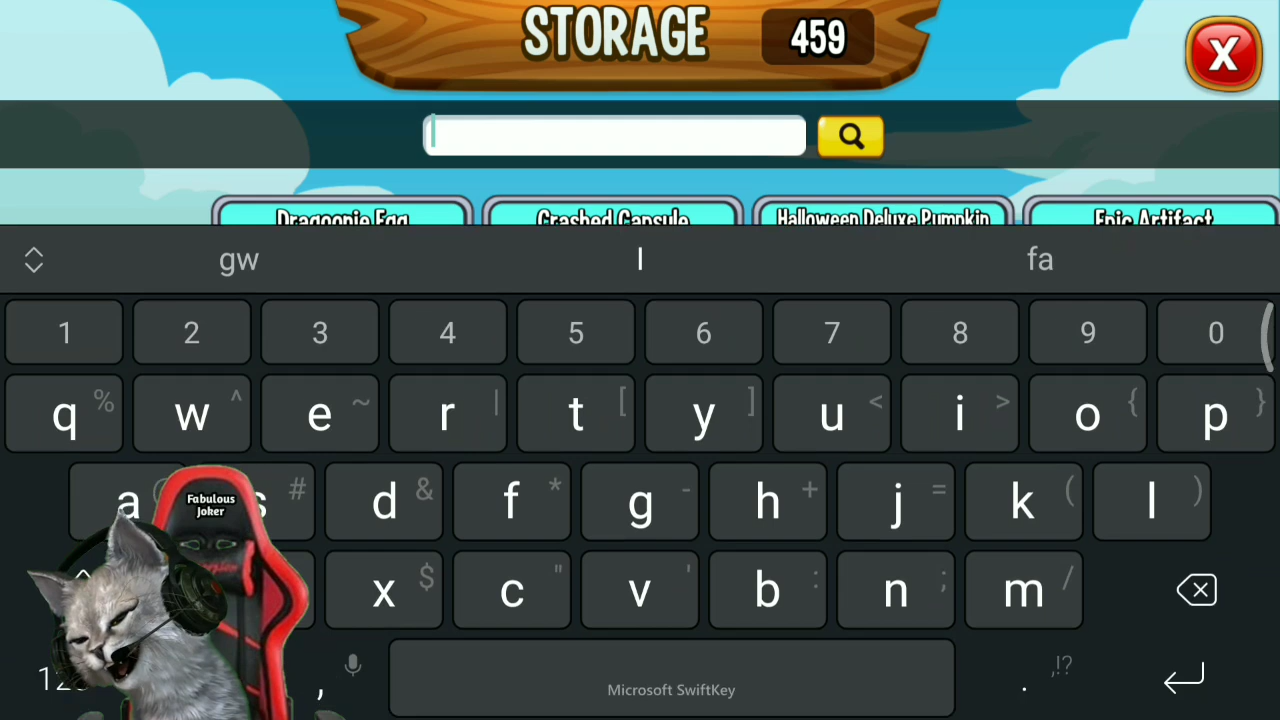 STORAGE 459
X
Dragoonie Egg Crashed Capsule Halloween Deluxe Pumpkin Epic Artifact
gw I fa
1 2 3 4 5 6 7 8 9 0
q % w ^ e ~ r | t [ y ] u < i > o { p }
a s # d & f * g - h + j = k ( l )
Fabulous
Joker
x $ c " v ' b : n ; m /
, Microsoft SwiftKey . ,!?